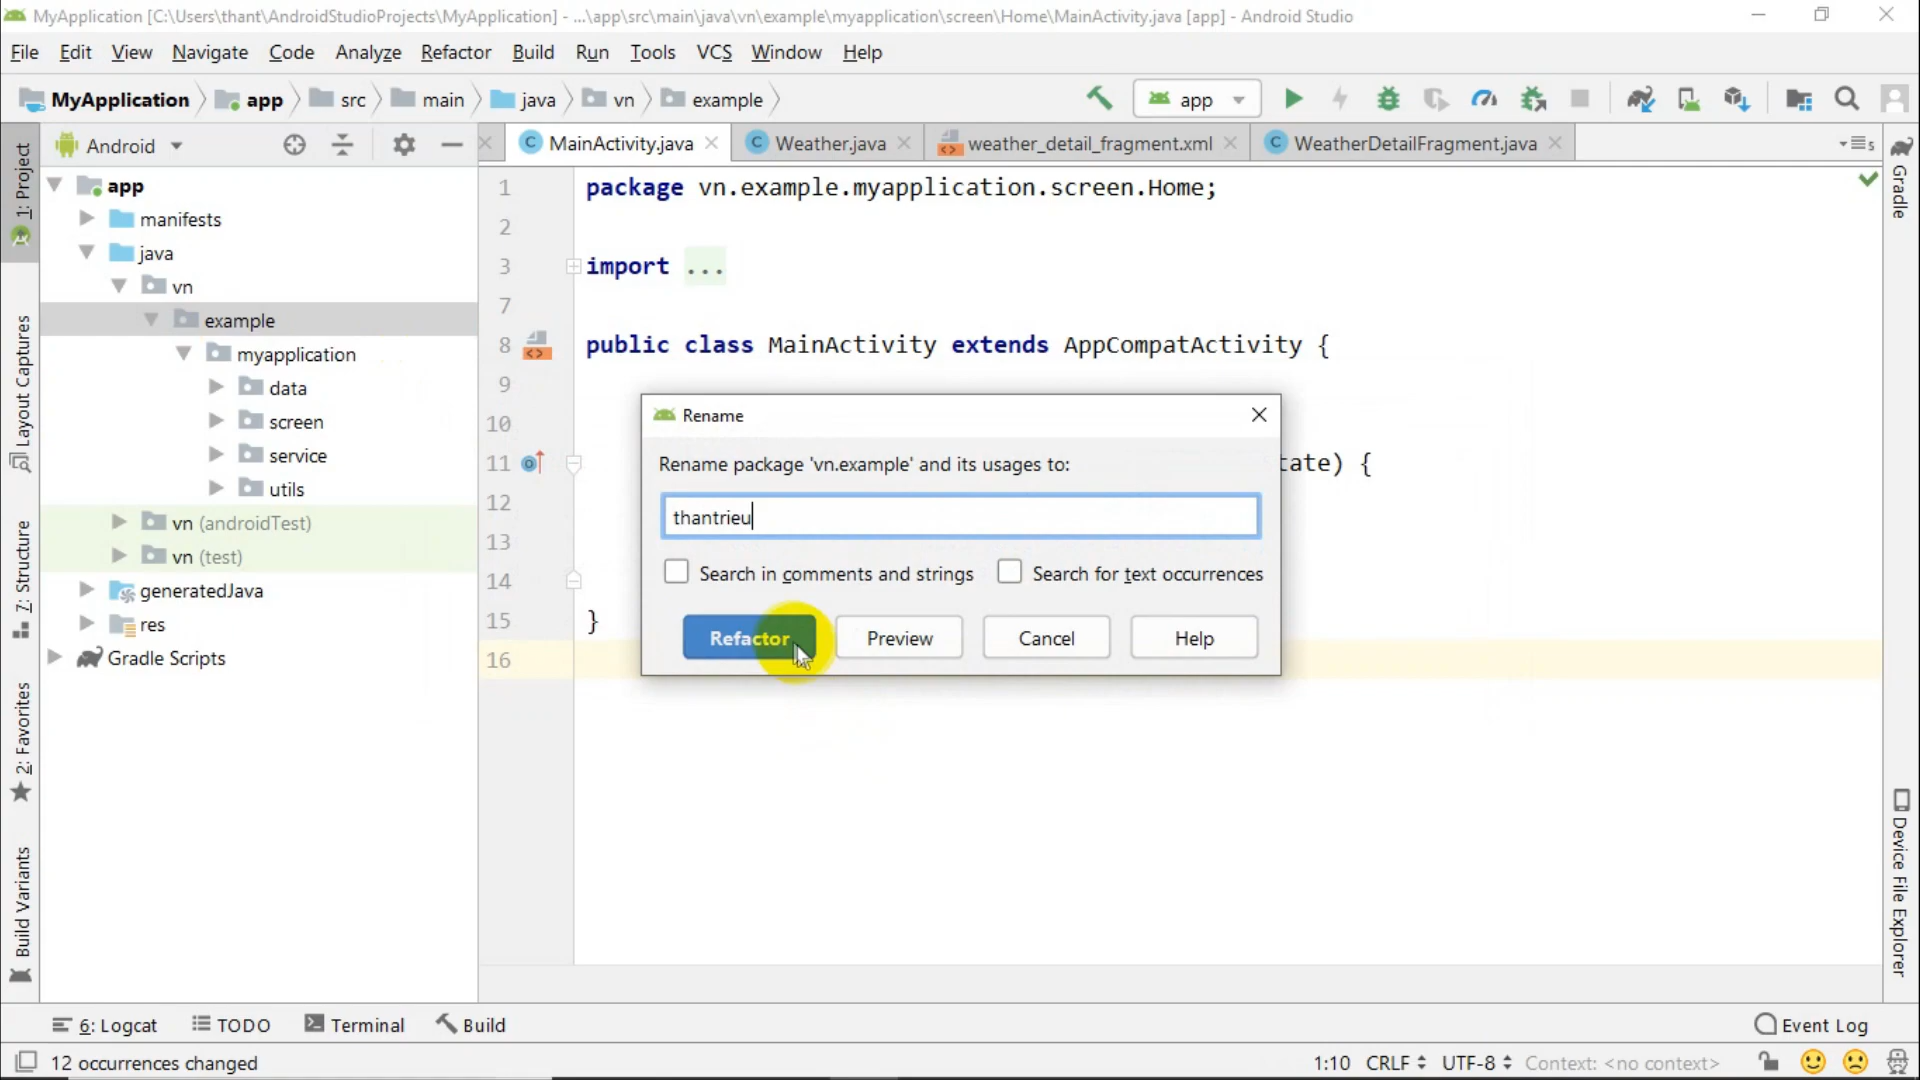 MyApplication [C:\Users\thant\AndroidStudioProjects\MyApplication] - ...\app\src\main\java\vn\example\myapplication\screen\Home\MainActivity.java [app] - Android Studio
File Edit View Navigate Code Analyze Refactor Build Run Tools VCS Window Help
MyApplication app src main java vn example app
1: Project
Layout Captures
7: Structure
2: Favorites
Build Variants
Android
app
manifests
java
vn
example
myapplication
data
screen
service
utils
vn (androidTest)
vn (test)
generatedJava
res
Gradle Scripts
MainActivity.java Weather.java weather_detail_fragment.xml WeatherDetailFragment.java
1 package vn.example.myapplication.screen.Home;
2
3 import ...
7
8 public class MainActivity extends AppCompatActivity {
9
10
11 tate) {
12
13
14
15 }
16
Rename
Rename package 'vn.example' and its usages to:
thantrieu
Search in comments and strings Search for text occurrences
Refactor Preview Cancel Help
Gradle
Device File Explorer
6: Logcat TODO Terminal Build Event Log
12 occurrences changed 1:10 CRLF UTF-8 Context: <no context>